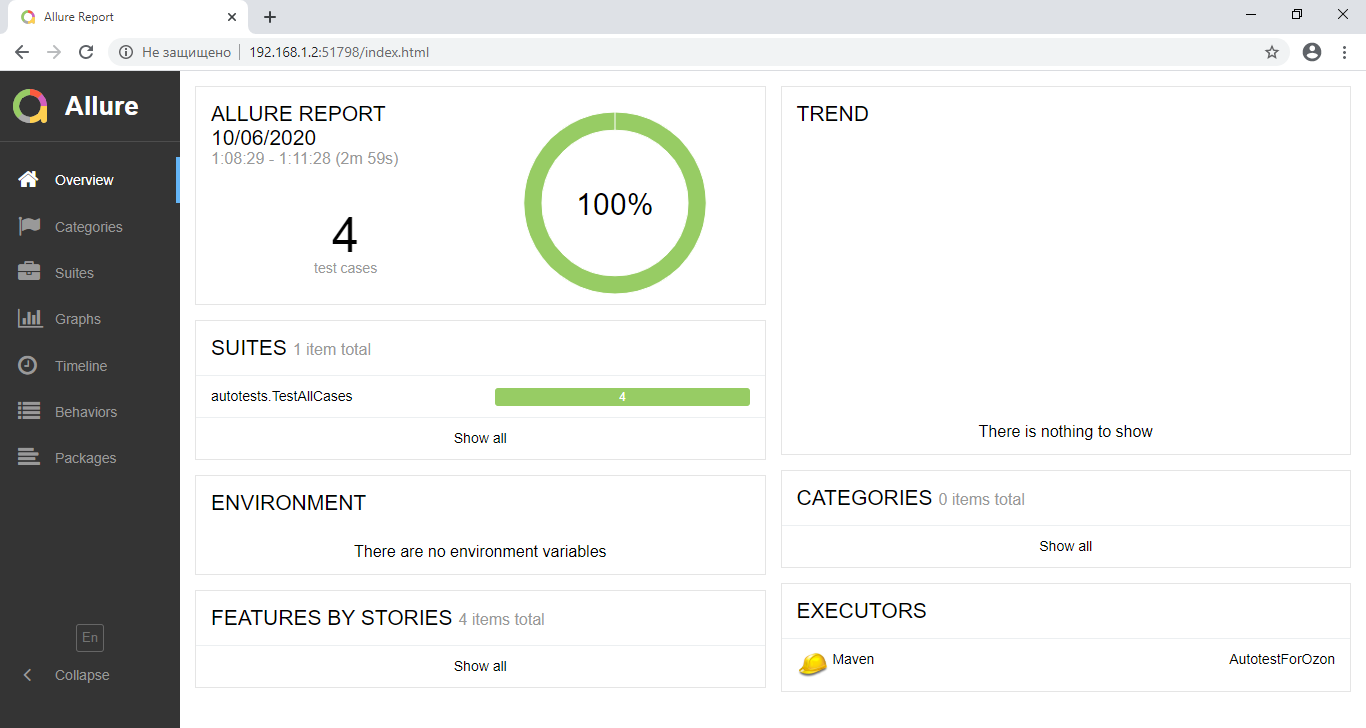 Allure Report
Не защищено
192.168.1.2:51798/index.html
Allure
Overview
Categories
Suites
Graphs
Timeline
Behaviors
Packages
En
Collapse
ALLURE REPORT
10/06/2020
1:08:29 - 1:11:28 (2m 59s)
4
test cases
100%
SUITES 1 item total
autotests.TestAllCases 4
Show all
ENVIRONMENT
There are no environment variables
FEATURES BY STORIES 4 items total
Show all
TREND
There is nothing to show
CATEGORIES 0 items total
Show all
EXECUTORS
Maven AutotestForOzon